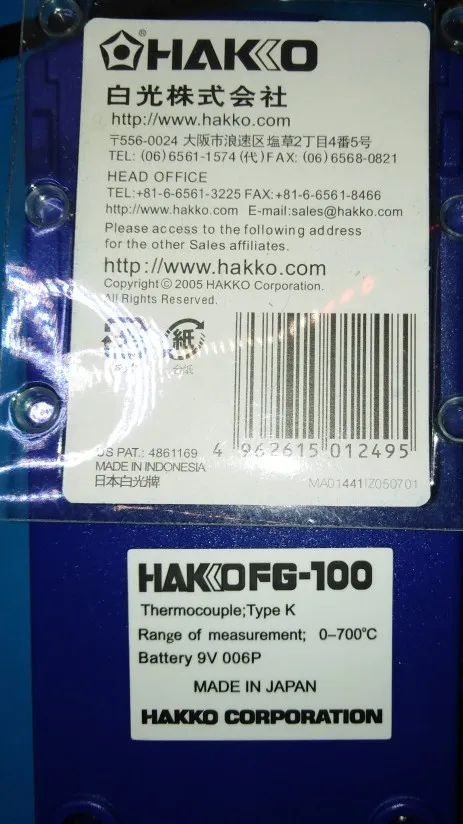 HAKKO
白光株式会社
http://www.hakko.com
〒556-0024 大阪市浪速区塩草2丁目4番5号
TEL: (06)6561-1574(代)FAX: (06)6568-0821
HEAD OFFICE
TEL:+81-6-6561-3225 FAX:+81-6-6561-8466
http://www.hakko.com E-mail:sales@hakko.com
Please access to the following address
for the other Sales affiliates.
http://www.hakko.com
Copyright © 2005 HAKKO Corporation.
All Rights Reserved.
紙
台紙
US PAT.: 4861169
MADE IN INDONESIA
日本白光牌
4 962615 012495
MA01441IZ050701
HAKKO FG-100
Thermocouple;Type K
Range of measurement; 0-700°C
Battery 9V 006P
MADE IN JAPAN
HAKKO CORPORATION